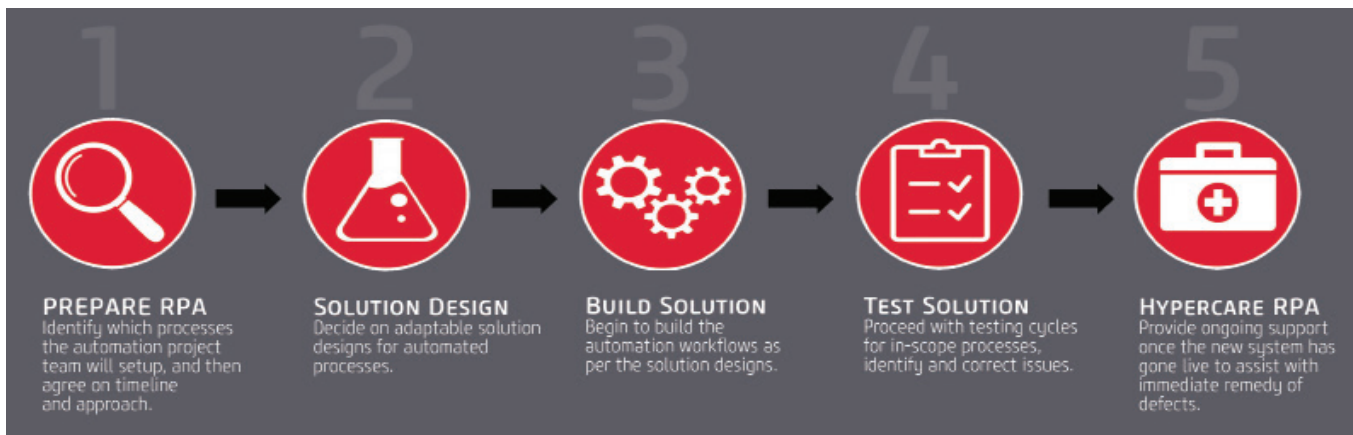 1
2
3
4
5
PREPARE RPA
Identify which processes
the automation project
team will setup, and then
agree on timeline
and approach.
SOLUTION DESIGN
Decide on adaptable solution
designs for automated
processes.
BUILD SOLUTION
Begin to build the
automation workflows as
per the solution designs.
TEST SOLUTION
Proceed with testing cycles
for in-scope processes,
identify and correct issues.
HYPERCARE RPA
Provide ongoing support
once the new system has
gone live to assist with
immediate remedy of
defects.